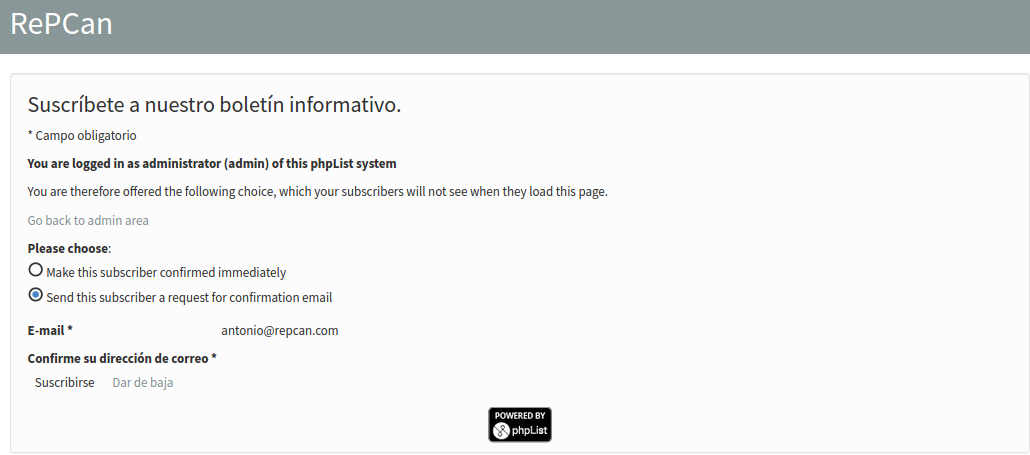 RePCan
Suscríbete a nuestro boletín informativo.
* Campo obligatorio
You are logged in as administrator (admin) of this phpList system
You are therefore offered the following choice, which your subscribers will not see when they load this page.
Go back to admin area
Please choose:
Make this subscriber confirmed immediately
Send this subscriber a request for confirmation email
E-mail * antonio@repcan.com
Confirme su dirección de correo *
Suscribirse Dar de baja
POWERED BY
phpList